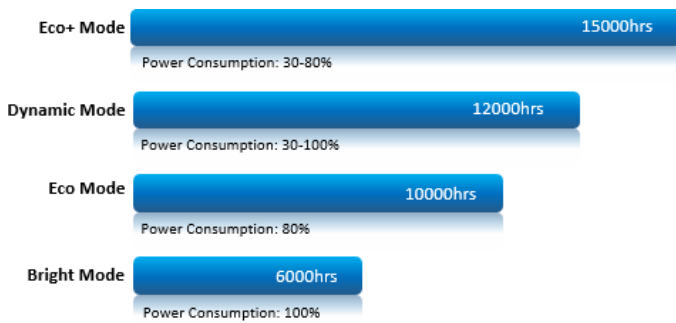 Eco+ Mode 15000hrs
Power Consumption: 30-80%
Dynamic Mode 12000hrs
Power Consumption: 30-100%
Eco Mode 10000hrs
Power Consumption: 80%
Bright Mode 6000hrs
Power Consumption: 100%